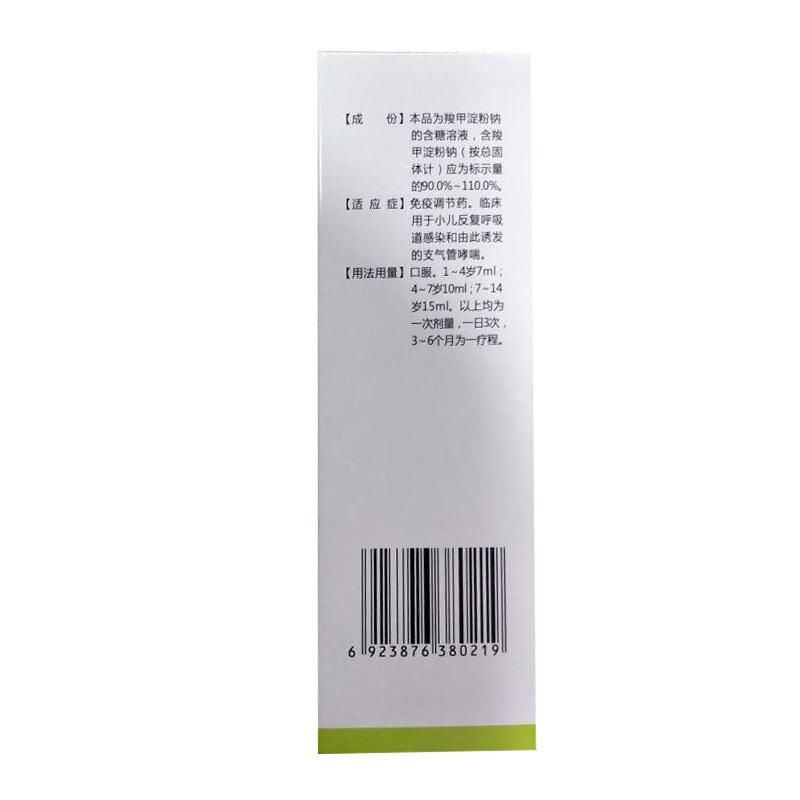 【成 份】本品为羧甲淀粉钠
的含糖溶液，含羧
甲淀粉钠（按总固
体计）应为标示量
的90.0%~110.0%。
【适 应 症】免疫调节药。临床
用于小儿反复呼吸
道感染和由此诱发
的支气管哮喘。
【用法用量】口服。1~4岁7ml；
4~7岁10ml；7~14
岁15ml。以上均为
一次剂量，一日3次，
3~6个月为一疗程。
6 923876 380219